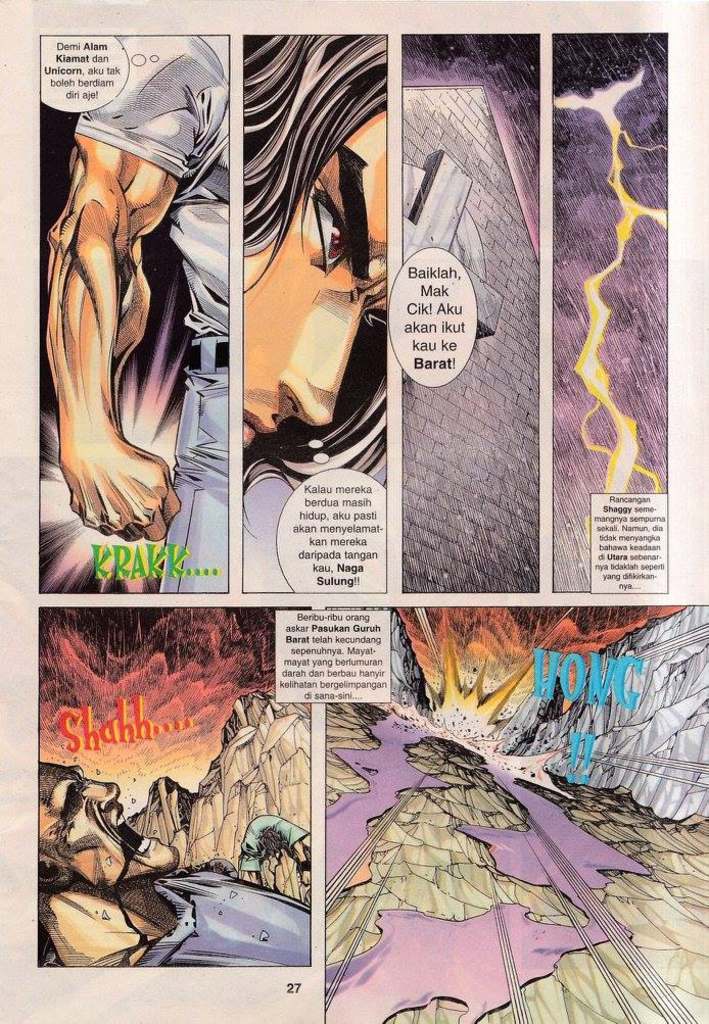 Demi Alam
Kiamat dan
Unicorn, aku tak
boleh berdiam
diri aje!
KRAKK....
Kalau mereka
berdua masih
hidup, aku pasti
akan menyelamat-
kan mereka
daripada tangan
kau, Naga
Sulung!!
Baiklah,
Mak
Cik! Aku
akan ikut
kau ke
Barat!
Rancangan
Shaggy seme-
mangnya sempurna
sekali. Namun, dia
tidak menyangka
bahawa keadaan
di Utara sebenar-
nya tidaklah seperti
yang difikirkan-
nya....
Beribu-ribu orang
askar Pasukan Guruh
Barat telah kecundang
sepenuhnya. Mayat-
mayat yang berlumuran
darah dan berbau hanyir
kelihatan bergelimpangan
di sana-sini....
Shahh....
HONG
!!
27